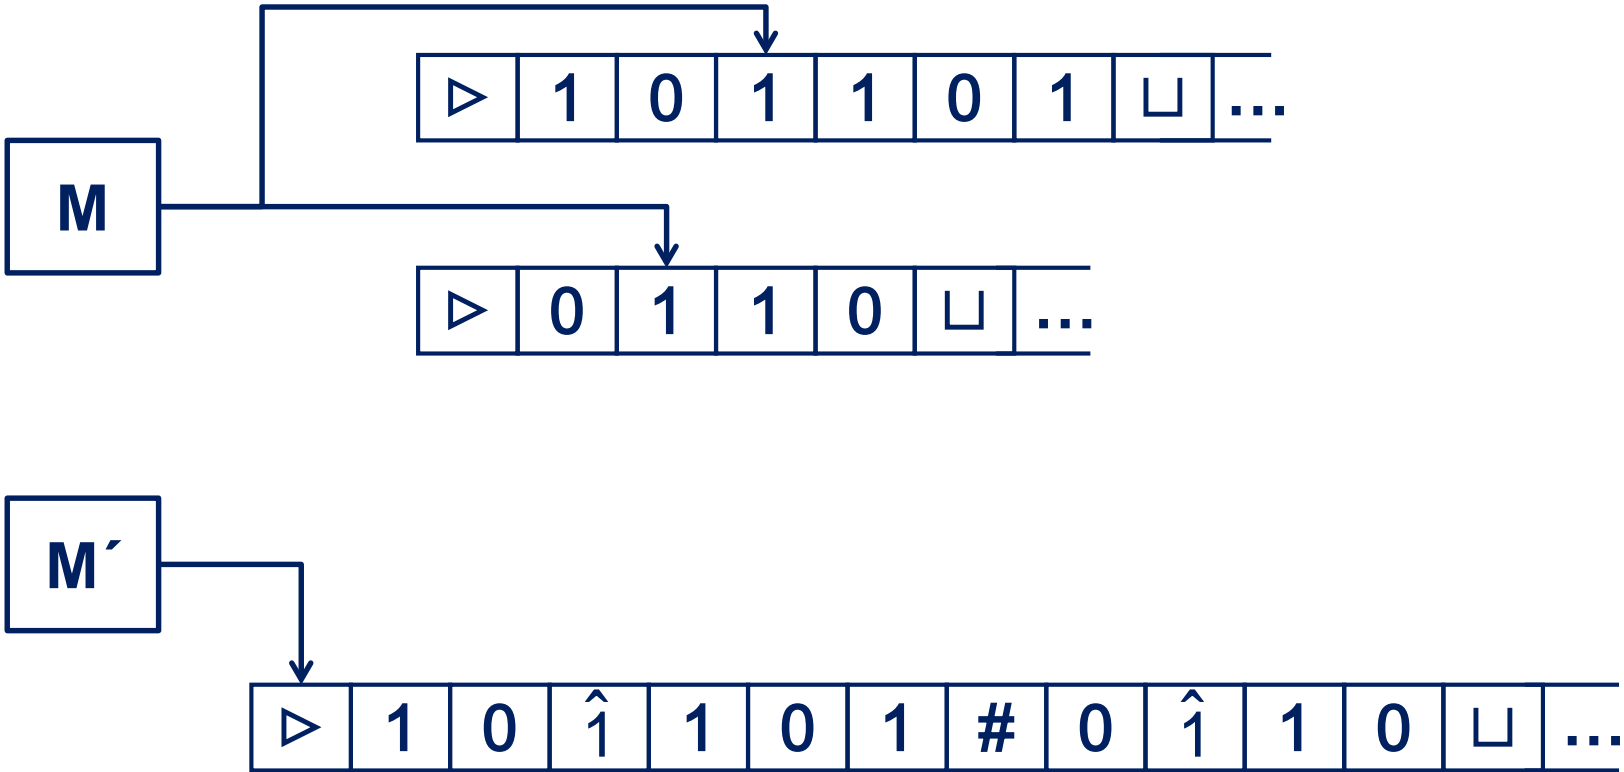 ▷ 1 0 1 1 0 1 ⊔ ...
M
▷ 0 1 1 0 ⊔ ...
M´
▷ 1 0 1̂ 1 0 1 # 0 1̂ 1 0 ⊔ ...